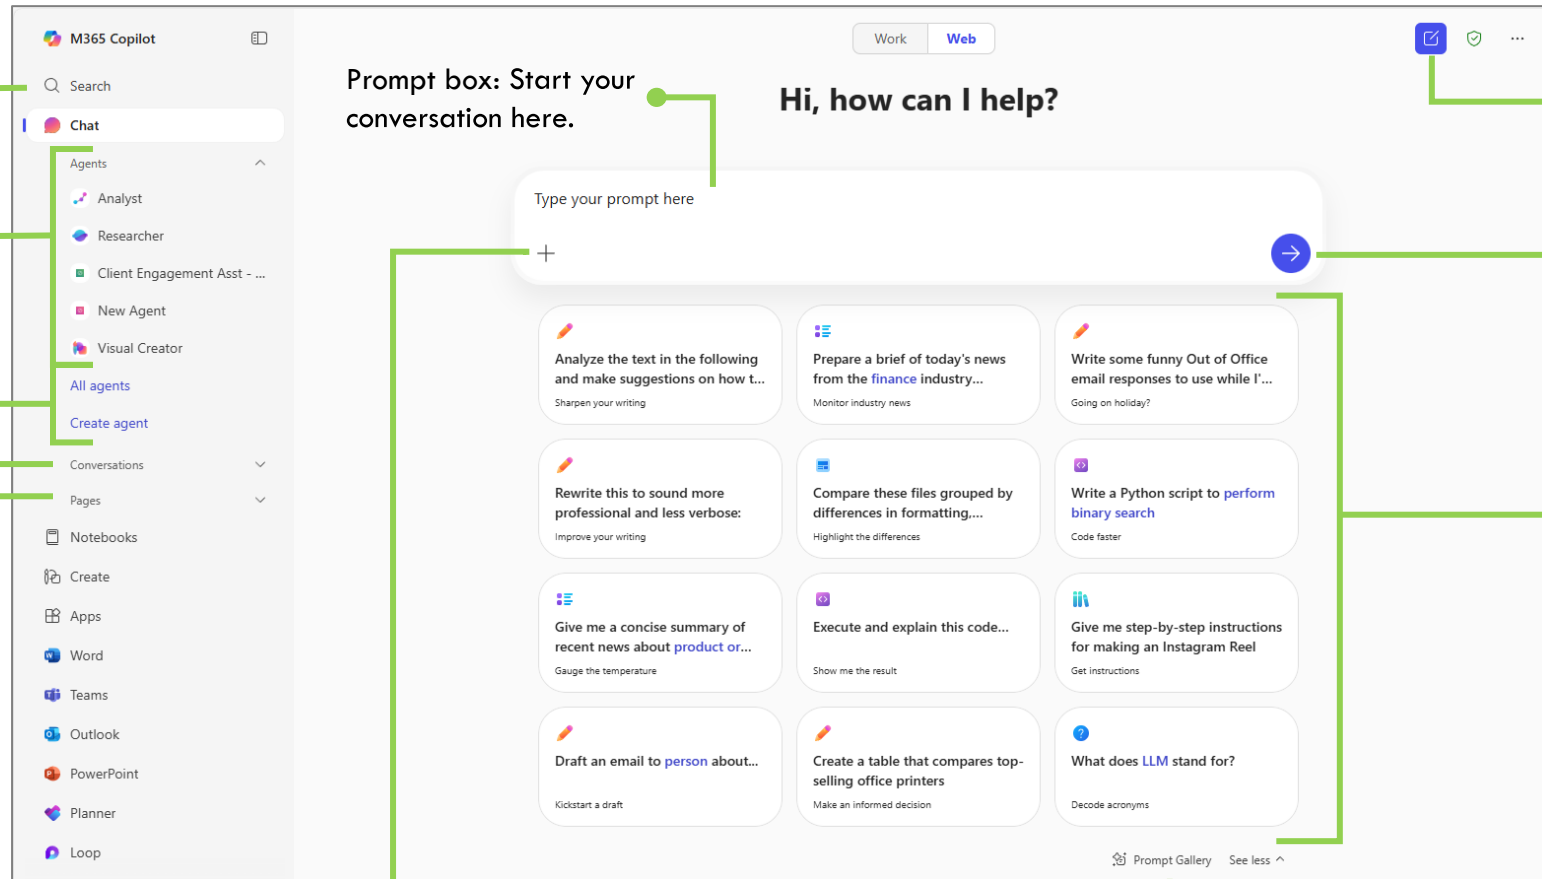 M365 Copilot
Search
Chat
Agents
Analyst
Researcher
Client Engagement Asst - ...
New Agent
Visual Creator
All agents
Create agent
Conversations
Pages
Notebooks
Create
Apps
Word
Teams
Outlook
PowerPoint
Planner
Loop
Work Web
Prompt box: Start your
conversation here.
Hi, how can I help?
Type your prompt here
Analyze the text in the following
and make suggestions on how t...
Sharpen your writing
Prepare a brief of today's news
from the finance industry...
Monitor industry news
Write some funny Out of Office
email responses to use while I'...
Going on holiday?
Rewrite this to sound more
professional and less verbose:
Improve your writing
Compare these files grouped by
differences in formatting,...
Highlight the differences
Write a Python script to perform
binary search
Code faster
Give me a concise summary of
recent news about product or...
Gauge the temperature
Execute and explain this code...
Show me the result
Give me step-by-step instructions
for making an Instagram Reel
Get instructions
Draft an email to person about...
Kickstart a draft
Create a table that compares top-
selling office printers
Make an informed decision
What does LLM stand for?
Decode acronyms
Prompt Gallery See less